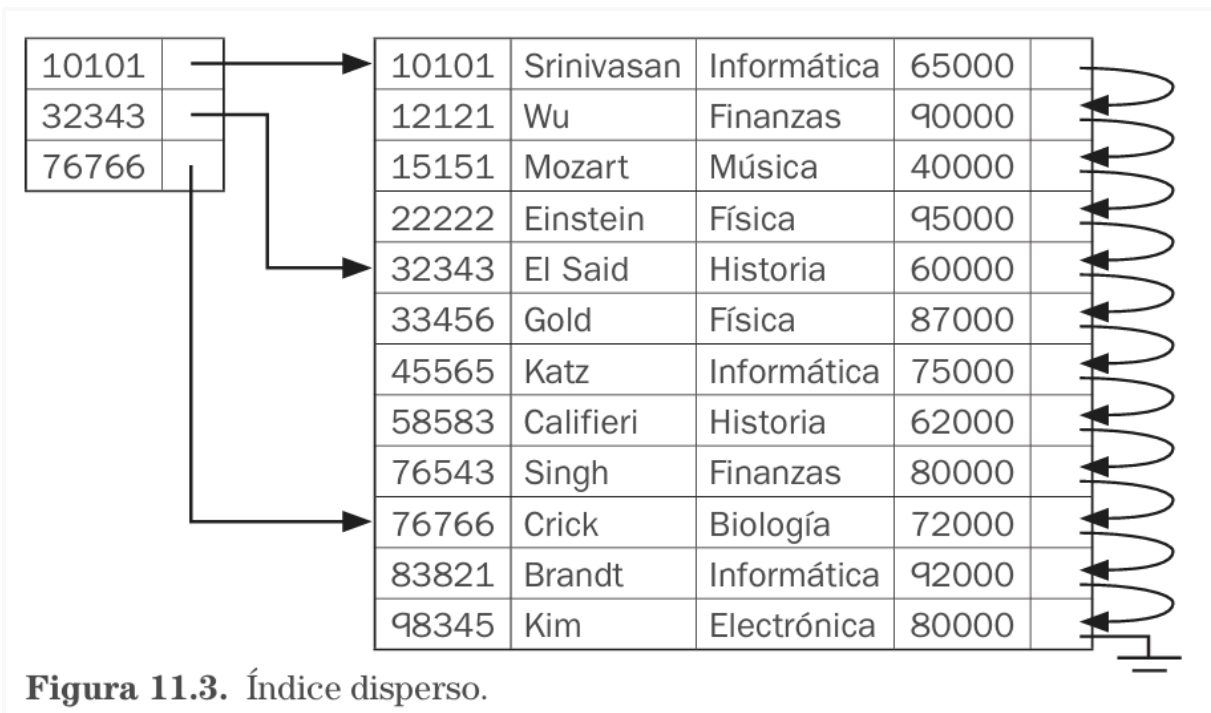 10101 10101 Srinivasan Informática 65000
32343 12121 Wu Finanzas 90000
76766 15151 Mozart Música 40000
22222 Einstein Física 95000
32343 El Said Historia 60000
33456 Gold Física 87000
45565 Katz Informática 75000
58583 Califieri Historia 62000
76543 Singh Finanzas 80000
76766 Crick Biología 72000
83821 Brandt Informática 92000
98345 Kim Electrónica 80000
Figura 11.3. Índice disperso.